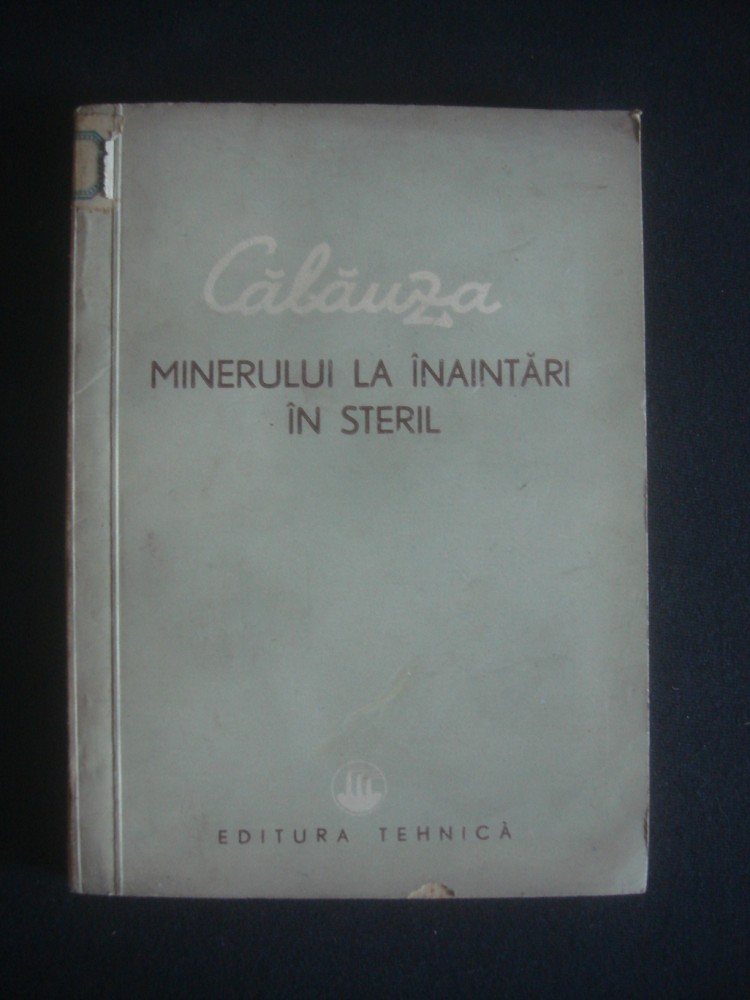 Călăuza
MINERULUI LA ÎNAINTĂRI
ÎN STERIL
EDITURA TEHNICĂ